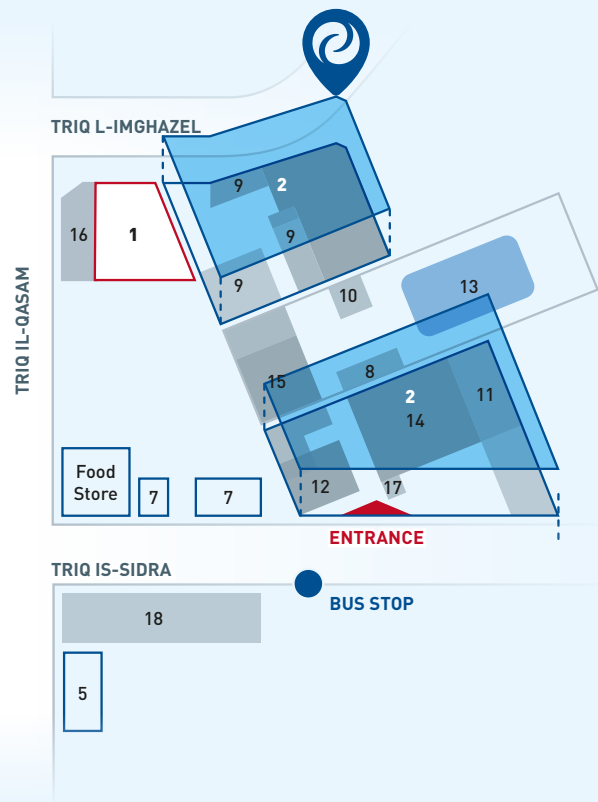 TRIQ L-IMGHAZEL
9
2
16
1
9
9
10
13
TRIQ IL-QASAM
15
8
2
11
14
Food
Store
7
7
12
17
ENTRANCE
TRIQ IS-SIDRA
BUS STOP
18
5